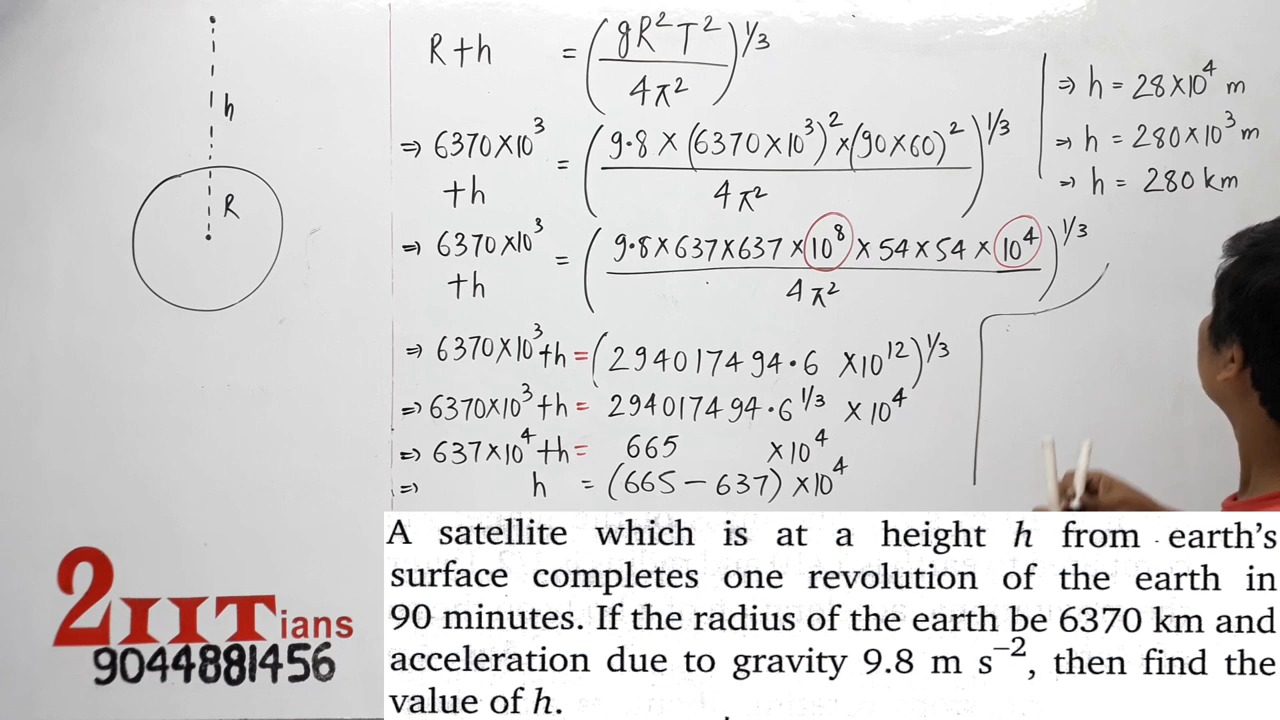 h
R
R+h = (gR²T²/4π²)^1/3
⇒ 6370×10³ +h = (9.8×(6370×10³)²×(90×60)²/4π²)^1/3
⇒ 6370×10³ +h = (9.8×637×637×10⁸×54×54×10⁴/4π²)^1/3
⇒ 6370×10³+h = (294017494.6 ×10¹²)^1/3
⇒ 6370×10³+h = 294017494.6^1/3 ×10⁴
⇒ 637×10⁴+h = 665 ×10⁴
⇒ h = (665−637)×10⁴
⇒ h = 28×10⁴ m
⇒ h = 280×10³ m
⇒ h = 280 km
A satellite which is at a height h from earth's
surface completes one revolution of the earth in
90 minutes. If the radius of the earth be 6370 km and
acceleration due to gravity 9.8 m s⁻², then find the
value of h.
2IITians
9044881456